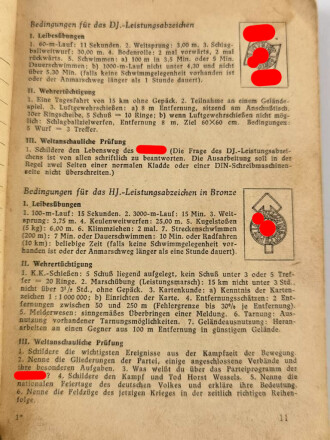 Bedingungen für das DJ.-Leistungsabzeichen
I. Leibesübungen
1. 60-m-Lauf: 11 Sekunden. 2. Weitsprung: 3,00 m. 3. Schlag-
ballweitwurf: 30,00 m. 4. Bodenrolle: 2 mal vorwärts, 2 mal
rückwärts. 5. Schwimmen: a) 100 m in 3,5 Min. oder 5 Min.
Dauerschwimmen; b) 1000-m-Lauf nicht unter 4,30 und nicht
über 5.30 Min. (falls keine Schwimmgelegenheit vorhanden ist
oder der Anmarschweg länger als eine Stunde dauert).
II. Wehrertüchtigung
1. Eine Tagesfahrt von 15 km ohne Gepäck. 2. Teilnahme an einem Gelände-
spiel. 3. Luftgewehrschießen: a) 8 m Entfernung, sitzend am Anschußtisch.
12er Ringscheibe, 5 Schuß = 10 Ringe; b) wenn Luftgewehrschießen nicht mög-
lich: Schlagballzielwerfen, Entfernung 8 m, Ziel 60×60 cm. Bedingungen:
5 Wurf = 3 Treffer.
III. Weltanschauliche Prüfung
1. Schildere den Lebensweg des (Die Frage des DJ.-Leistungsabzei-
chens ist von allen schriftlich zu beantworten. Die Ausarbeitung soll in der
Regel zwei Seiten einer normalen Kladde oder einer DIN-Schreibmaschinen-
seite nicht überschreiten.)
Bedingungen für das HJ.-Leistungsabzeichen in Bronze
I. Leibesübungen
1. 100-m-Lauf: 15 Sekunden. 2. 3000-m-Lauf: 15 Min. 3. Weit-
sprung: 3,75 m. 4. Keulenweitwerfen: 25,00 m. 5. Kugelstoßen
(5 kg): 6,00 m. 6. Klimmziehen: 2 mal. 7. Streckenschwimmen
(200 m): 7 Min. oder Dauerschwimmen: 10 Min. oder Radfahren
(10 km): beliebige Zeit (falls keine Schwimmgelegenheit vor-
handen ist oder der Anmarschweg länger als eine Stunde dauert).
II. Wehrertüchtigung
1. K.K.-Schießen: 5 Schuß liegend aufgelegt, kein Schuß unter 3 oder 5 Tref-
fer = 20 Ringe. 2. Marschübung (Leistungsmarsch): 15 km nicht unter 3 Std.,
nicht über 3½ Std., ohne Gepäck. 3. Kartenkunde: a) Kenntnis der Karten-
zeichen 1:100000; b) Einrichten der Karte. 4. Entfernungsschätzen: 2 Ent-
fernungen zwischen 50 und 250 m (Fehlergrenze bis 30% je Entfernung).
5. Meldewesen: sinngemäßes Überbringen einer Meldung. 6. Tarnung: Aus-
nutzung vorhandener Tarnungsmöglichkeiten. 7. Geländeausnutzung: Heran-
arbeiten an einen Gegner aus 100 m Entfernung in günstigem Gelände.
III. Weltanschauliche Prüfung
1. Schildere die wichtigsten Ereignisse aus der Kampfzeit der Bewegung.
2. Nenne die Gliederungen der Partei, einige angeschlossene Verbände und
ihre besonderen Aufgaben. 3. Was weißt du über das Parteiprogramm des
? 4. Schildere den Kampf und Tod Horst Wessels. 5. Nenne die
nationalen Feiertage des deutschen Volkes und erkläre ihre Bedeutung.
6. Nenne die Feldzüge des jetzigen Krieges in der zeitlich richtigen Reihen-
folge.
1*
11